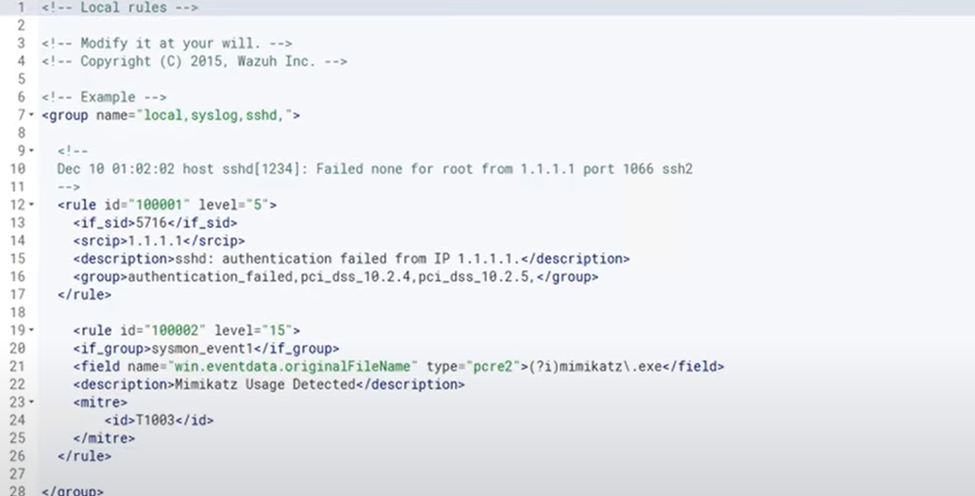 1 <!-- Local rules -->
2
3 <!-- Modify it at your will. -->
4 <!-- Copyright (C) 2015, Wazuh Inc. -->
5
6 <!-- Example -->
7 <group name="local,syslog,sshd,">
8
9 <!--
10 Dec 10 01:02:02 host sshd[1234]: Failed none for root from 1.1.1.1 port 1066 ssh2
11 -->
12 <rule id="100001" level="5">
13 <if_sid>5716</if_sid>
14 <srcip>1.1.1.1</srcip>
15 <description>sshd: authentication failed from IP 1.1.1.1.</description>
16 <group>authentication_failed,pci_dss_10.2.4,pci_dss_10.2.5,</group>
17 </rule>
18
19 <rule id="100002" level="15">
20 <if_group>sysmon_event1</if_group>
21 <field name="win.eventdata.originalFileName" type="pcre2">(?i)mimikatz\.exe</field>
22 <description>Mimikatz Usage Detected</description>
23 <mitre>
24 <id>T1003</id>
25 </mitre>
26 </rule>
27
28 </group>